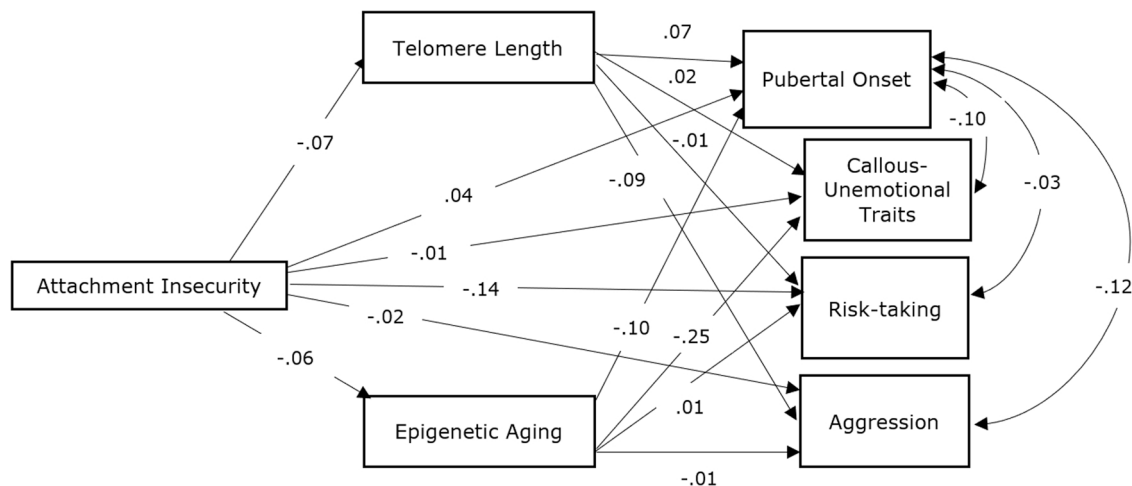 .07
Telomere Length
.02
Pubertal Onset
-.10
-.07
-.01
Callous-
Unemotional
Traits
-.09
-.03
.04
-.01
Attachment Insecurity
-.14
-.12
-.02
Risk-taking
-.10
-.25
-.06
.01
Epigenetic Aging
Aggression
-.01